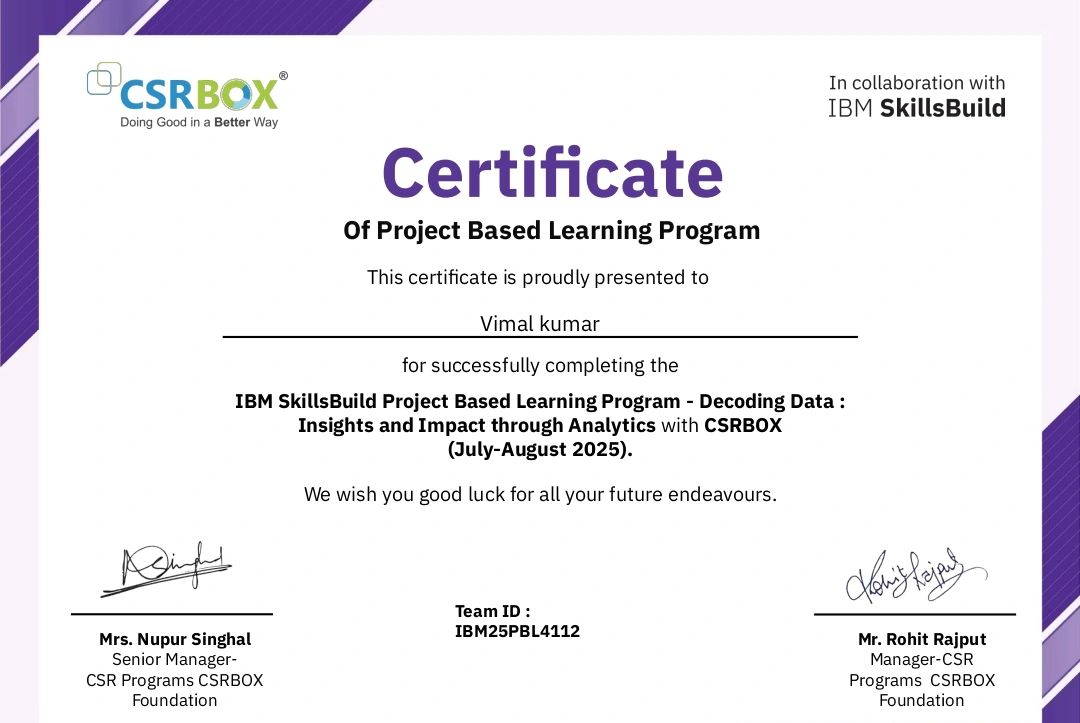 CSRBOX®
Doing Good in a Better Way
In collaboration with
IBM SkillsBuild
Certificate
Of Project Based Learning Program
This certificate is proudly presented to
Vimal kumar
for successfully completing the
IBM SkillsBuild Project Based Learning Program - Decoding Data :
Insights and Impact through Analytics with CSRBOX
(July-August 2025).
We wish you good luck for all your future endeavours.
Team ID :
IBM25PBL4112
Mrs. Nupur Singhal
Senior Manager-
CSR Programs CSRBOX
Foundation
Rohit Rajput
Mr. Rohit Rajput
Manager-CSR
Programs CSRBOX
Foundation